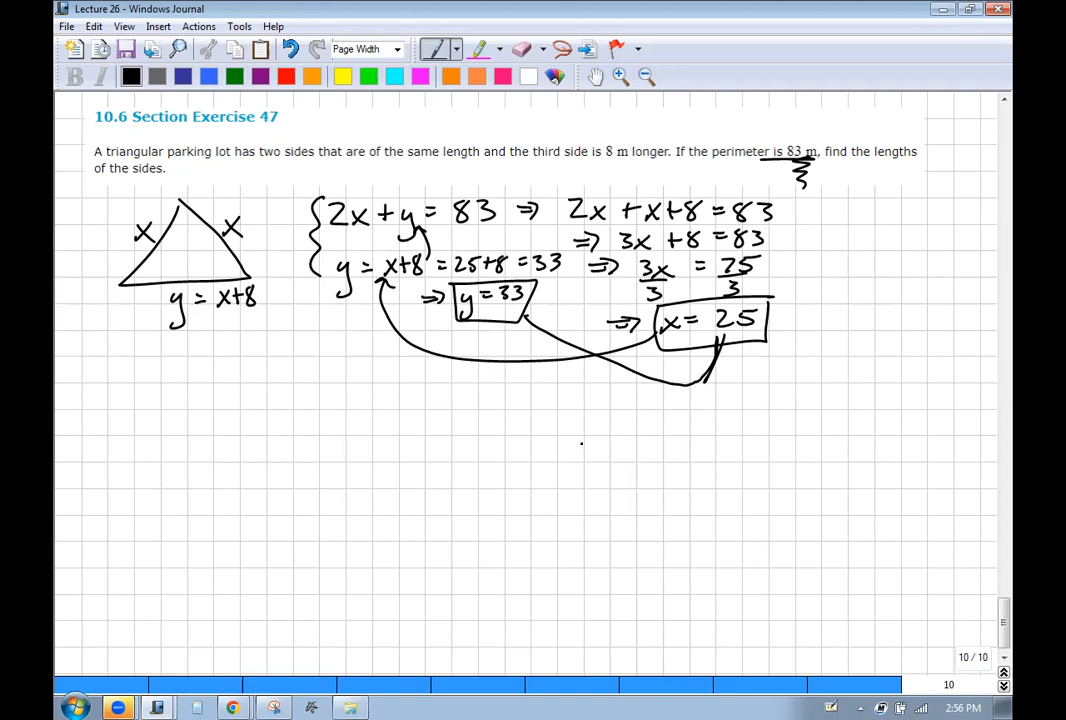 Lecture 26 - Windows Journal
File Edit View Insert Actions Tools Help
Page Width
B I
10.6 Section Exercise 47
A triangular parking lot has two sides that are of the same length and the third side is 8 m longer. If the perimeter is 83 m, find the lengths
of the sides.
x x
y = x+8
{ 2x + y = 83 ⇒ 2x + x+8 = 83
⇒ 3x + 8 = 83
y = x+8 = 25+8 = 33 ⇒ 3x/3 = 75/3
⇒ y = 33
⇒ x = 25
10 / 10
10
2:56 PM